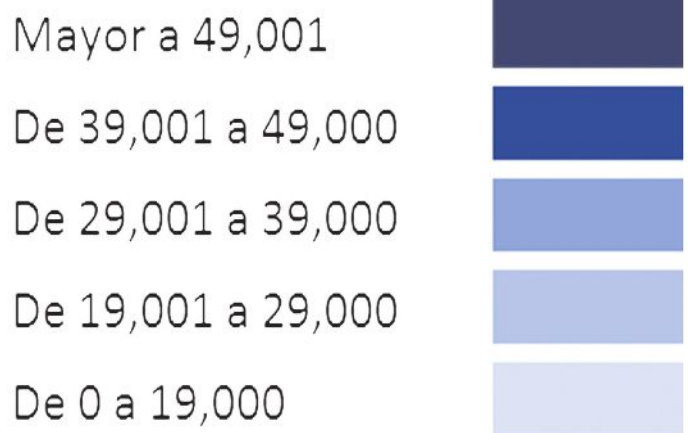 Mayor a 49,001
De 39,001 a 49,000
De 29,001 a 39,000
De 19,001 a 29,000
De 0 a 19,000